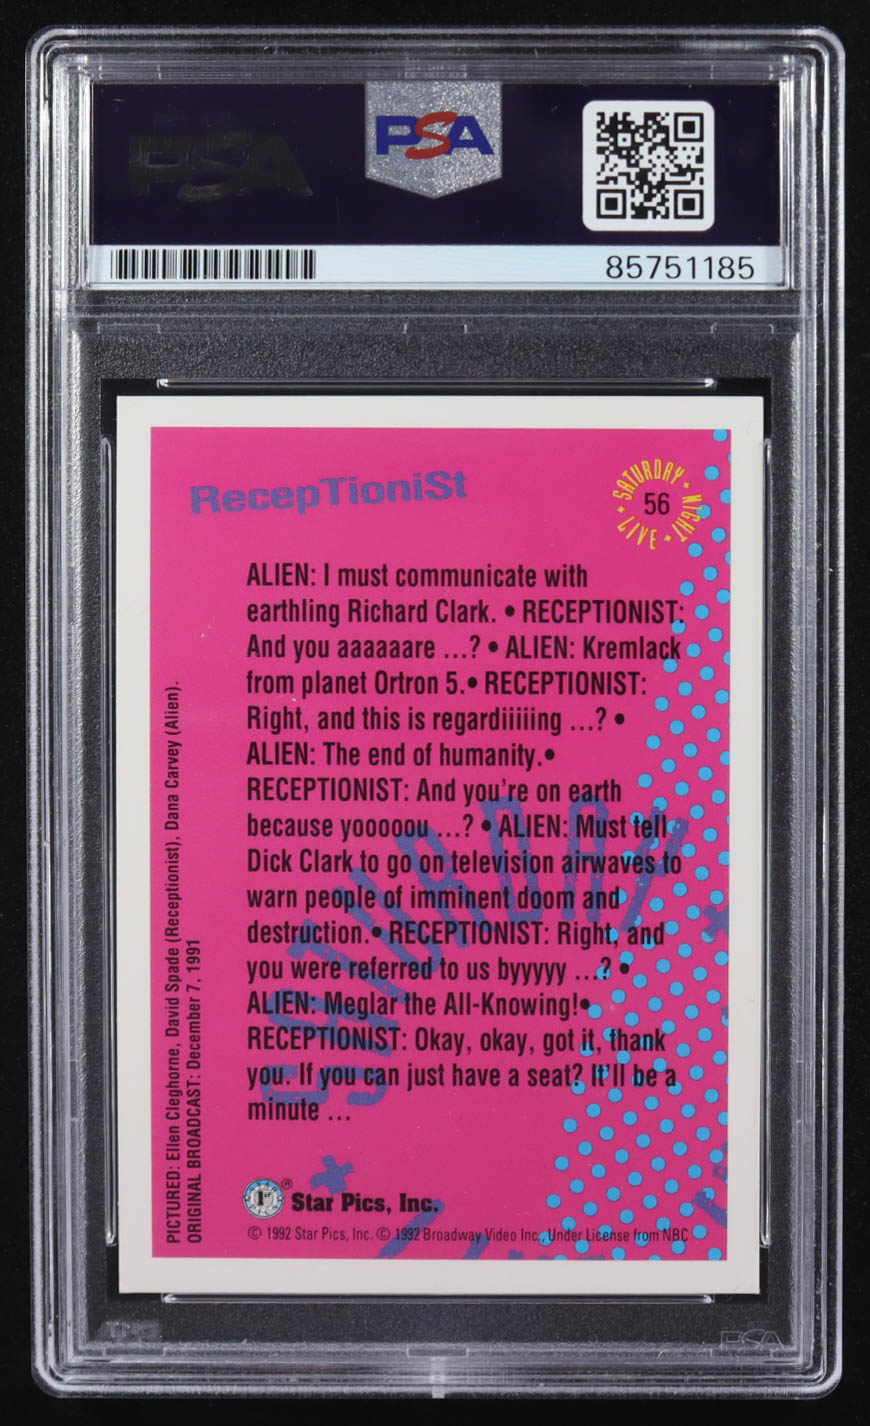 PSA
PSA
85751185
RecepTioniSt
SATURDAY NIGHT LIVE
56
ALIEN: I must communicate with
earthling Richard Clark. • RECEPTIONIST:
And you aaaaaare ...? • ALIEN: Kremlack
from planet Ortron 5.• RECEPTIONIST:
Right, and this is regardiiiiing ...? •
ALIEN: The end of humanity.•
RECEPTIONIST: And you're on earth
because yooooou ...? • ALIEN: Must tell
Dick Clark to go on television airwaves to
warn people of imminent doom and
destruction.• RECEPTIONIST: Right, and
you were referred to us byyyyy ...? •
ALIEN: Meglar the All-Knowing!•
RECEPTIONIST: Okay, okay, got it, thank
you. If you can just have a seat? It'll be a
minute ...
SATURDAY
PICTURED: Ellen Cleghorne, David Spade (Receptionist), Dana Carvey (Alien).
ORIGINAL BROADCAST: December 7, 1991
1st ® Star Pics, Inc.
© 1992 Star Pics, Inc. © 1992 Broadway Video Inc., Under License from NBC
PSA